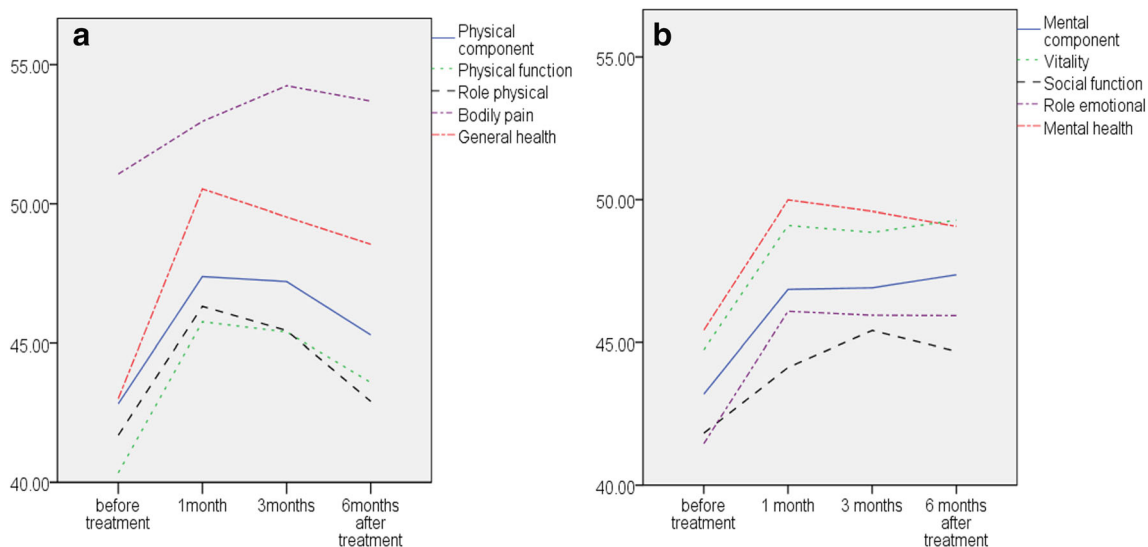 a
55.00
50.00
45.00
40.00
before
treatment
1month
3months
6months
after
treatment
Physical
component
Physical function
Role physical
Bodily pain
General health
b
55.00
50.00
45.00
40.00
before
treatment
1 month
3 months
6 months
after
treatment
Mental
component
Vitality
Social function
Role emotional
Mental health